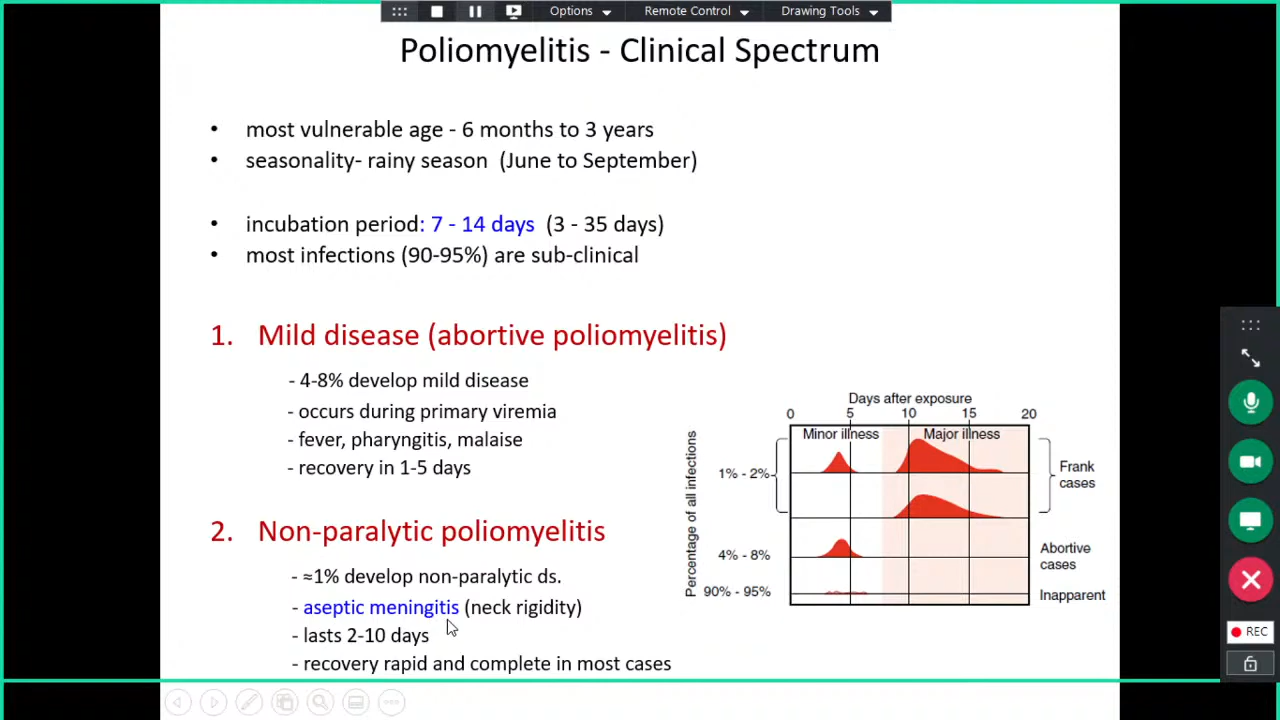 Options Remote Control Drawing Tools
Poliomyelitis - Clinical Spectrum
• most vulnerable age - 6 months to 3 years
• seasonality- rainy season (June to September)
• incubation period: 7 - 14 days (3 - 35 days)
• most infections (90-95%) are sub-clinical
1. Mild disease (abortive poliomyelitis)
- 4-8% develop mild disease
- occurs during primary viremia
- fever, pharyngitis, malaise
- recovery in 1-5 days
2. Non-paralytic poliomyelitis
- ≈1% develop non-paralytic ds.
- aseptic meningitis (neck rigidity)
- lasts 2-10 days
- recovery rapid and complete in most cases
Days after exposure
0 5 10 15 20
Minor illness Major illness
Percentage of all infections
1% - 2%
4% - 8%
90% - 95%
Frank
cases
Abortive
cases
Inapparent
REC